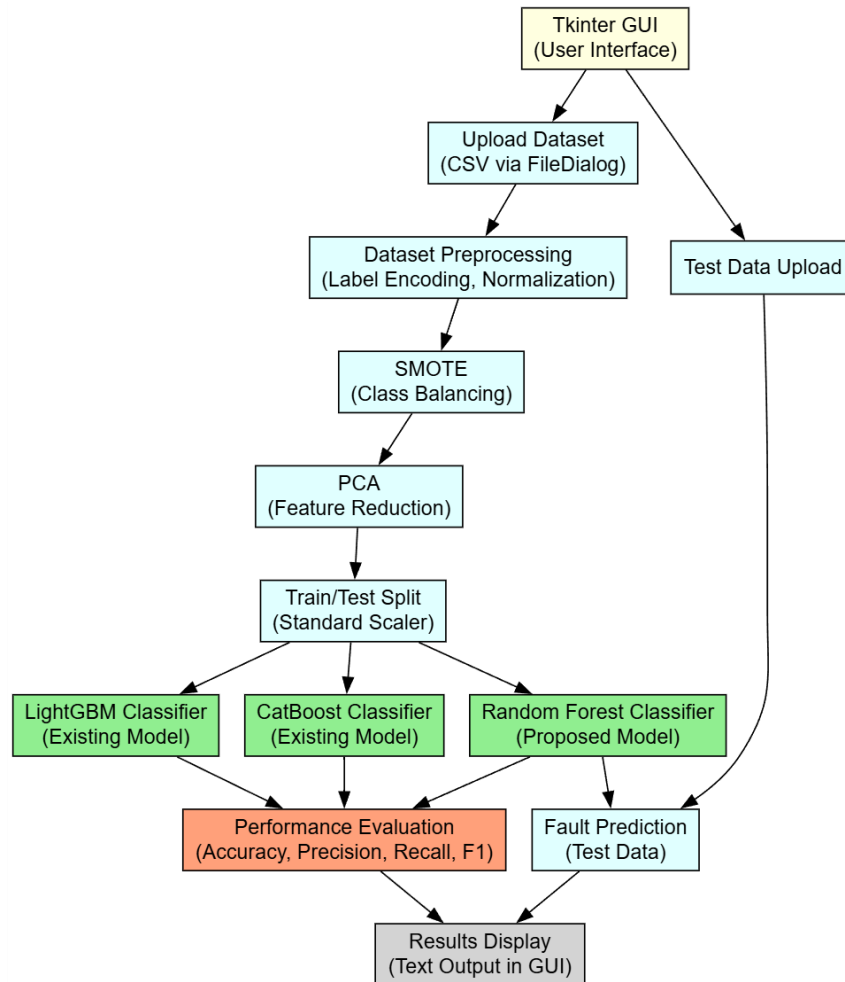 Tkinter GUI
(User Interface)
Upload Dataset
(CSV via FileDialog)
Dataset Preprocessing
(Label Encoding, Normalization)
Test Data Upload
SMOTE
(Class Balancing)
PCA
(Feature Reduction)
Train/Test Split
(Standard Scaler)
LightGBM Classifier
(Existing Model)
CatBoost Classifier
(Existing Model)
Random Forest Classifier
(Proposed Model)
Performance Evaluation
(Accuracy, Precision, Recall, F1)
Fault Prediction
(Test Data)
Results Display
(Text Output in GUI)